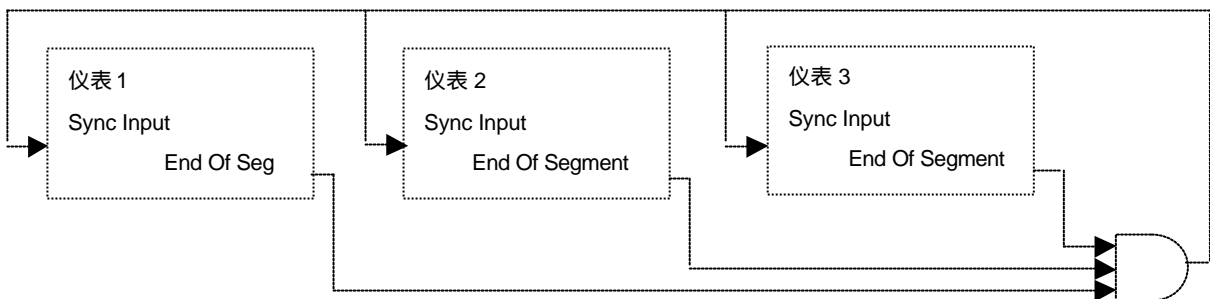 仪表 1
Sync Input
End Of Seg
仪表 2
Sync Input
End Of Segment
仪表 3
Sync Input
End Of Segment